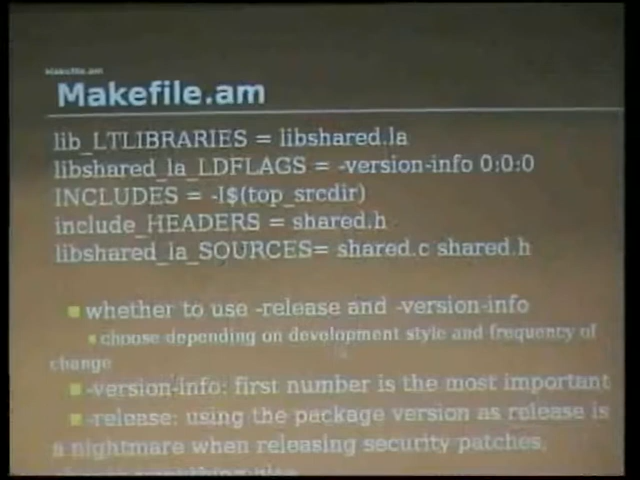 Makefile.am
Makefile.am
lib_LTLIBRARIES = libshared.la
libshared_la_LDFLAGS = -version-info 0:0:0
INCLUDES = -I$(top_srcdir)
include_HEADERS = shared.h
libshared_la_SOURCES= shared.c shared.h
whether to use -release and -version-info
choose depending on development style and frequency of
change
-version-info: first number is the most important
-release: using the package version as release is
a nightmare when releasing security patches,